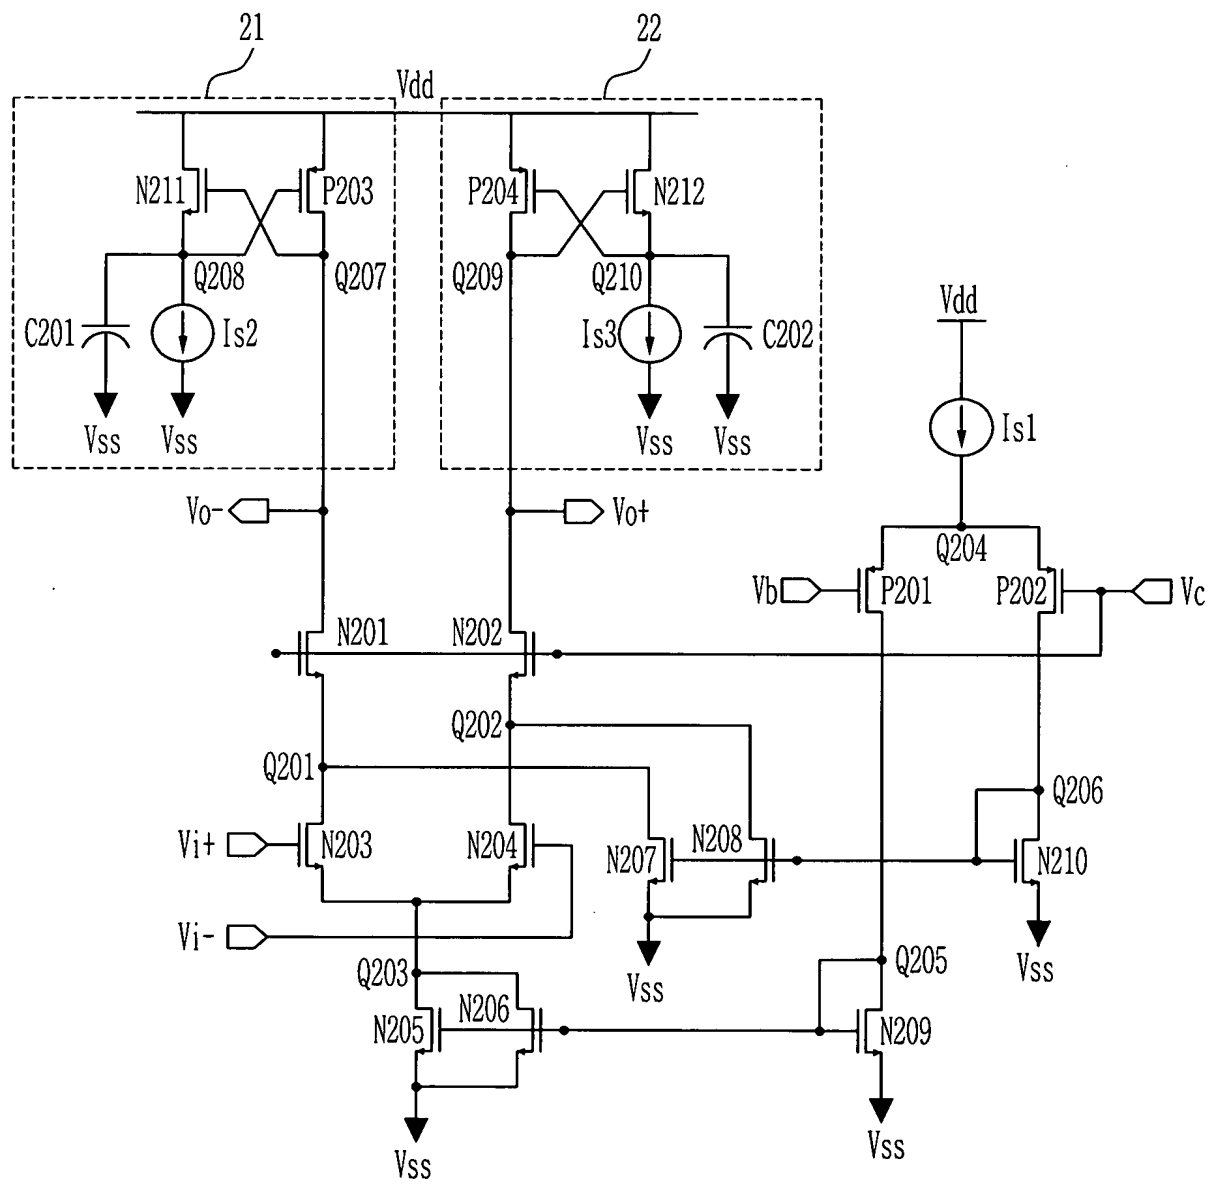 21
22
Vdd
N211
P203
P204
N212
Q208
Q207
Q209
Q210
C201
Is2
Is3
C202
Vdd
Vss
Vss
Vss
Vss
Is1
Vo-
Vo+
Q204
Vb
P201
P202
Vc
N201
N202
Q202
Q201
Q206
Vi+
N203
N204
N207
N208
N210
Vi-
Q205
Vss
Vss
Q203
N205
N206
N209
Vss
Vss